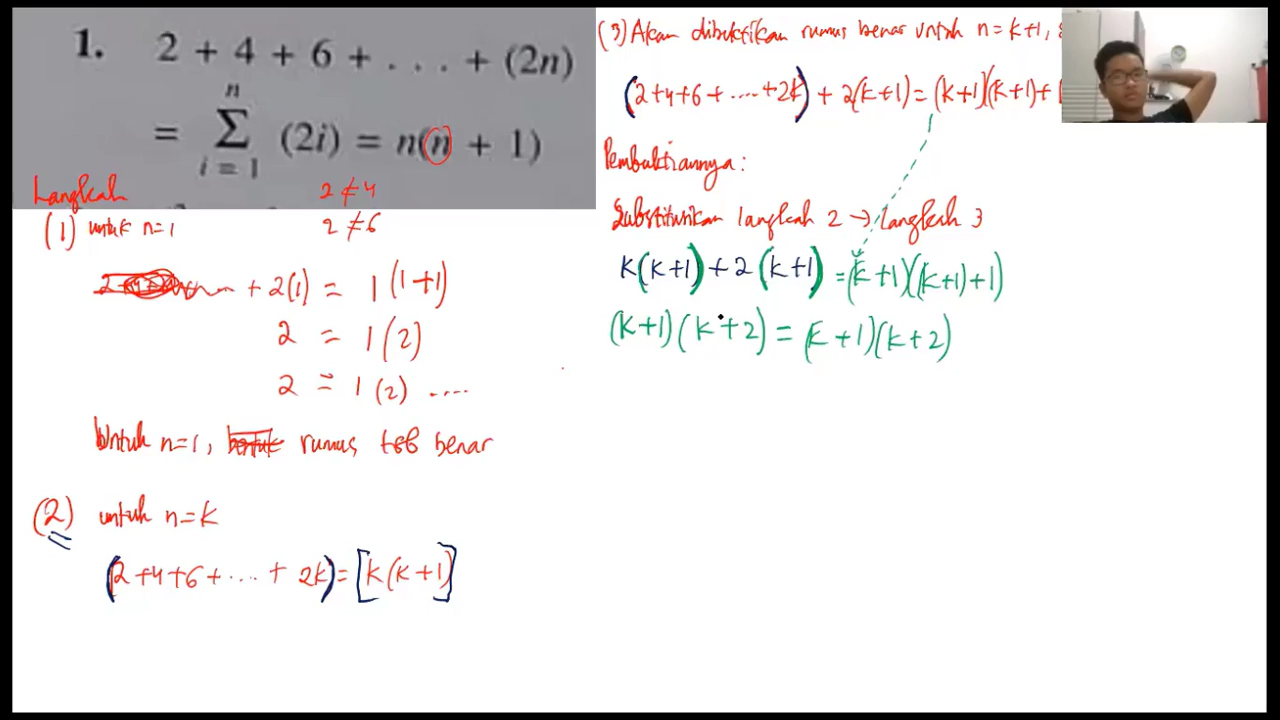 1. 2 + 4 + 6 + . . . + (2n)
= n Σ i = 1 (2i) = n(n + 1)
Langkah
2 ≠ 4
(1) untuk n=1
2 ≠ 6
+ 2(1) = 1(1+1)
2 = 1(2)
2 = 1(2) .....
Untuk n=1, rumus tsb benar
(2) untuk n=k
(2+4+6+....+ 2k)=[k(k+1)]
(3) Akan dibuktikan rumus benar untuk n=k+1,
(2+4+6+....+2k)+2(k+1)=(k+1)(k+1)+
Pembuktiannya:
Substitusikan langkah 2 → langkah 3
k(k+1)+2(k+1)=(k+1)((k+1)+1)
(k+1)(k+2)=(k+1)(k+2)